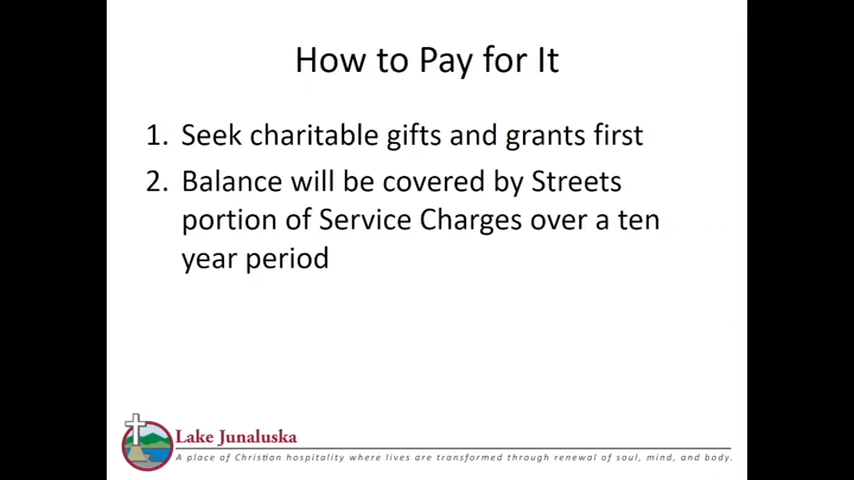 How to Pay for It
1. Seek charitable gifts and grants first
2. Balance will be covered by Streets
portion of Service Charges over a ten
year period
Lake Junaluska
A place of Christian hospitality where lives are transformed through renewal of soul, mind, and body.